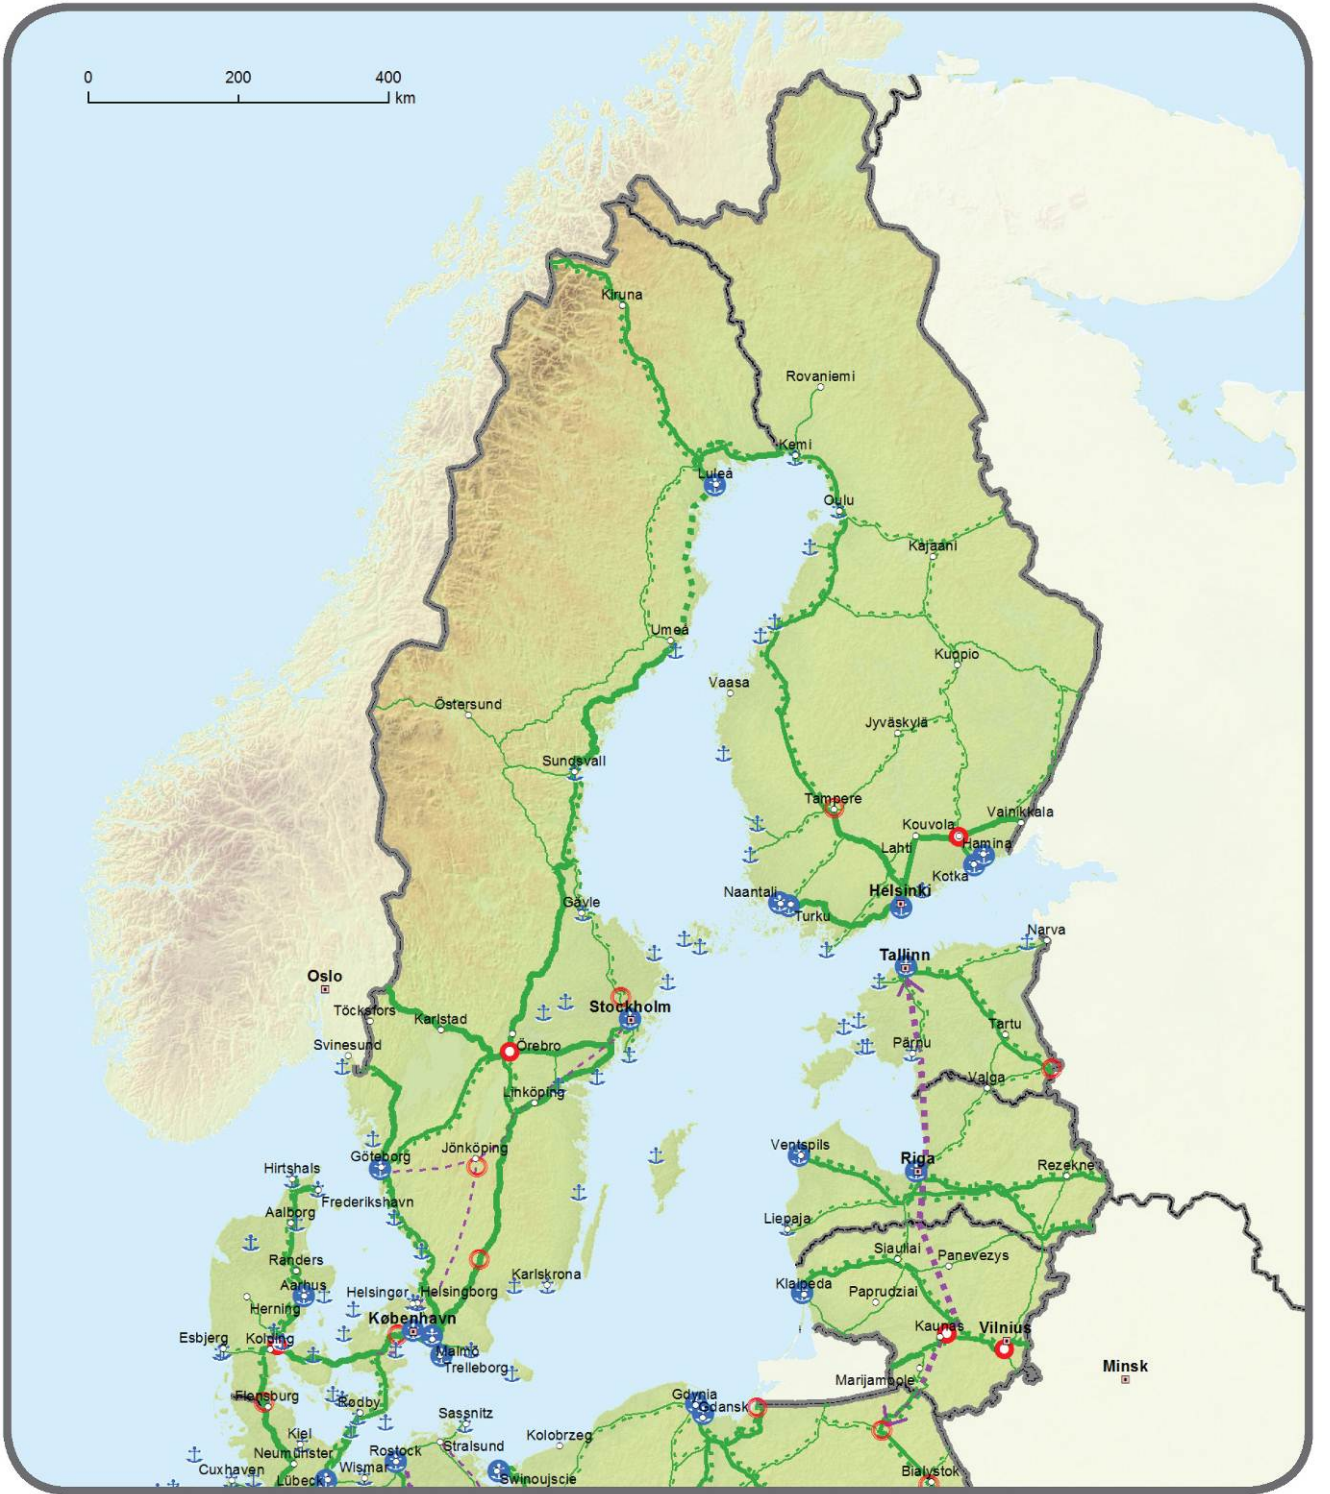 0 200 400
km
Kiruna
Rovaniemi
Kemi
Luleå
Oulu
Kajaani
Umeå
Kuopio
Vaasa
Östersund
Jyväskylä
Sundsvall
Tampere
Vainikkala
Kouvola
Hamina
Lahti
Kotka
Helsinki
Naantali
Turku
Gävle
Narva
Tallinn
Oslo
Stockholm
Töcksfors
Karlstad
Tartu
Svinesund
Örebro
Pärnu
Valga
Linköping
Jönköping
Göteborg
Ventspils
Riga
Rezekne
Hirtshals
Frederikshavn
Aalborg
Liepaja
Siauliai
Panevezys
Randers
Karlskrona
Aarhus
Helsingør
Helsingborg
Klaipeda
Paprudziai
Herning
København
Kaunas
Vilnius
Esbjerg
Kolding
Malmö
Trelleborg
Minsk
Marijampole
Flensburg
Rødby
Gdynia
Gdansk
Sassnitz
Kiel
Stralsund
Kolobrzeg
Neumünster
Rostock
Cuxhaven
Wismar
Lübeck
Swinoujscie
Bialystok